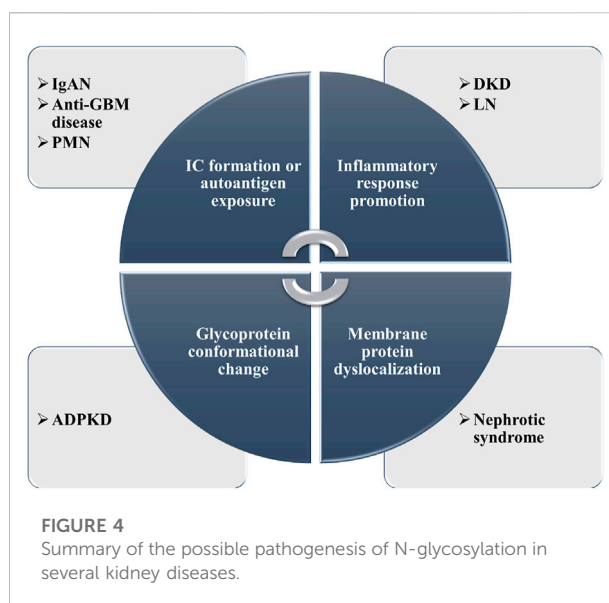 ➢ IgAN
➢ Anti-GBM
disease
➢ PMN
➢ DKD
➢ LN
IC formation or
autoantigen
exposure
Inflammatory
response
promotion
Glycoprotein
conformational
change
Membrane
protein
dyslocalization
➢ ADPKD
➢ Nephrotic
syndrome
FIGURE 4
Summary of the possible pathogenesis of N-glycosylation in
several kidney diseases.